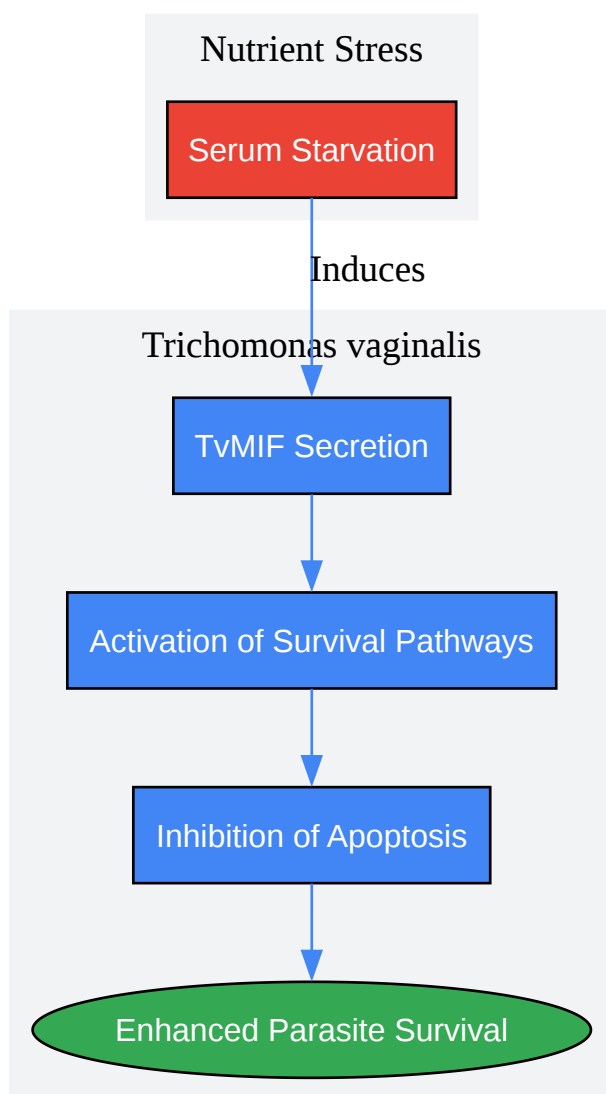 Nutrient Stress
Serum Starvation
Induces
Trichomonas vaginalis
TvMIF Secretion
Activation of Survival Pathways
Inhibition of Apoptosis
Enhanced Parasite Survival